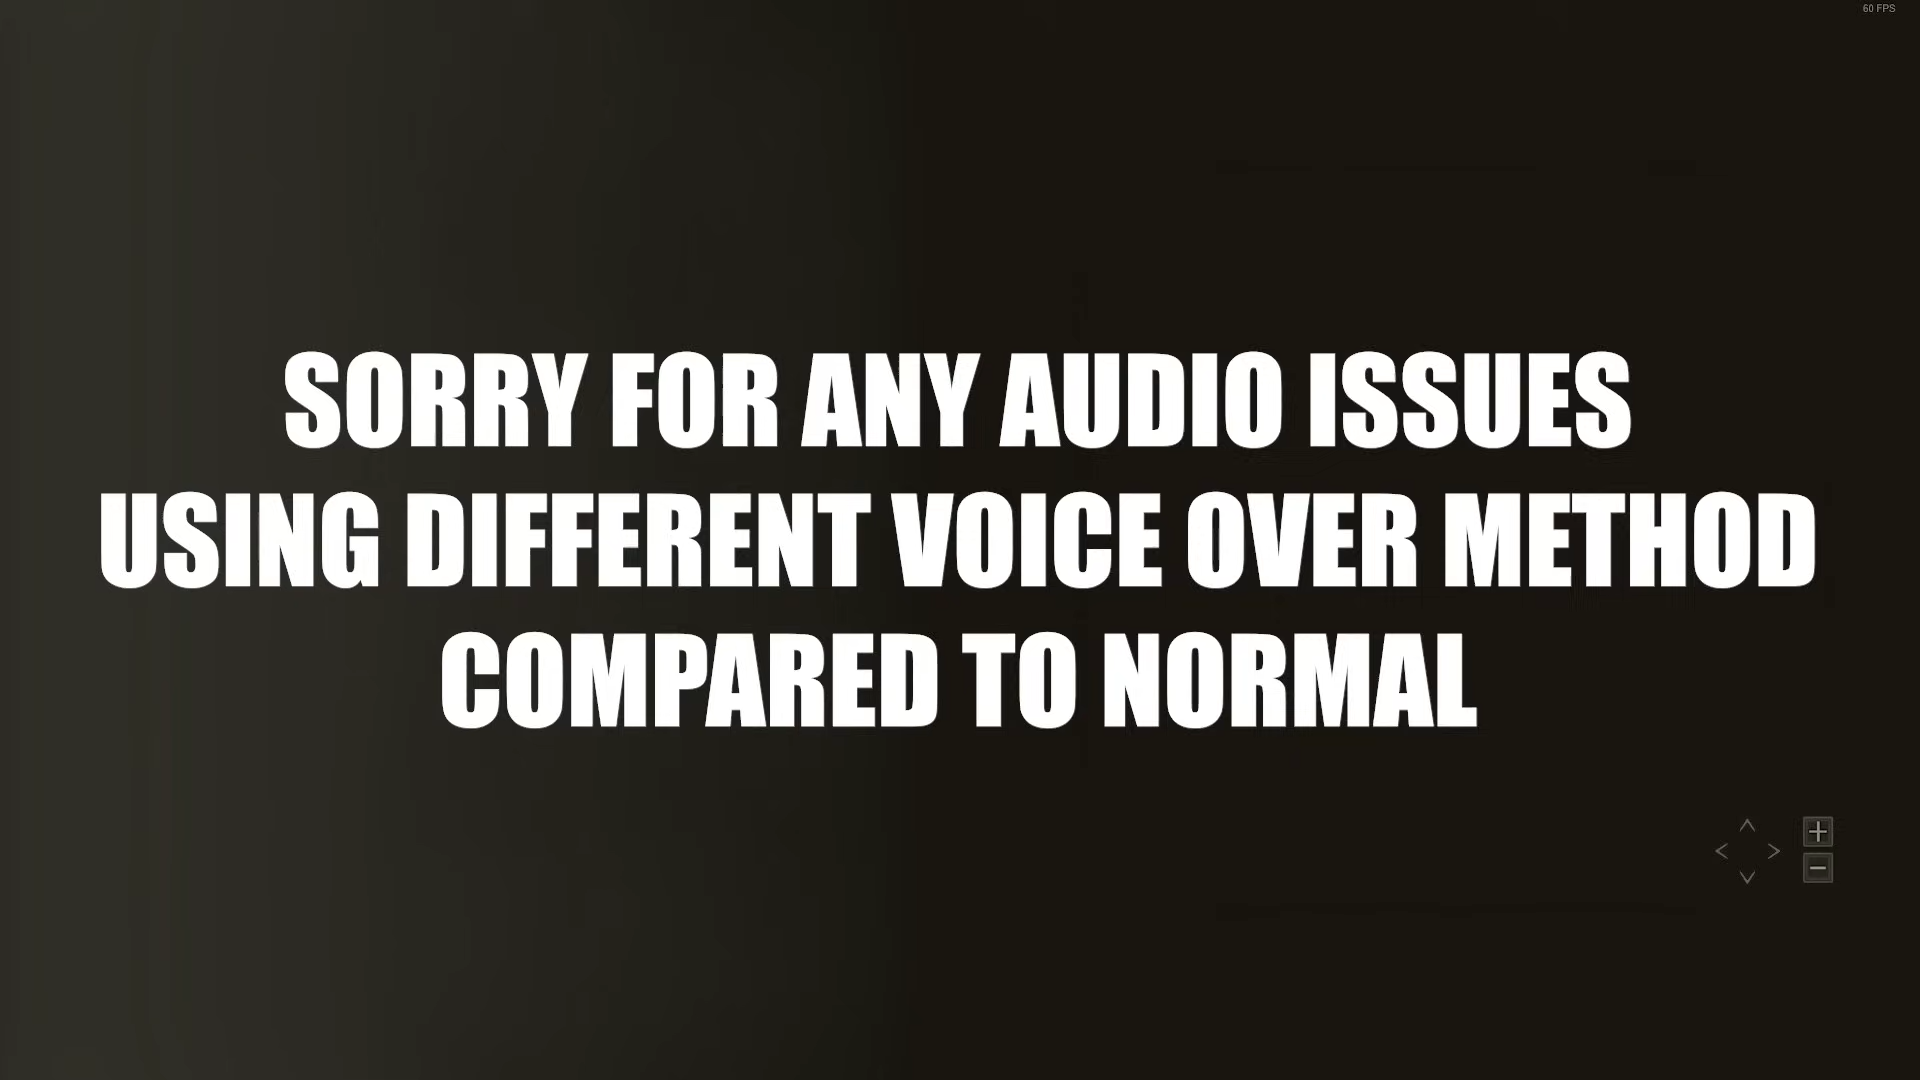 60 FPS
SORRY FOR ANY AUDIO ISSUES
USING DIFFERENT VOICE OVER METHOD
COMPARED TO NORMAL